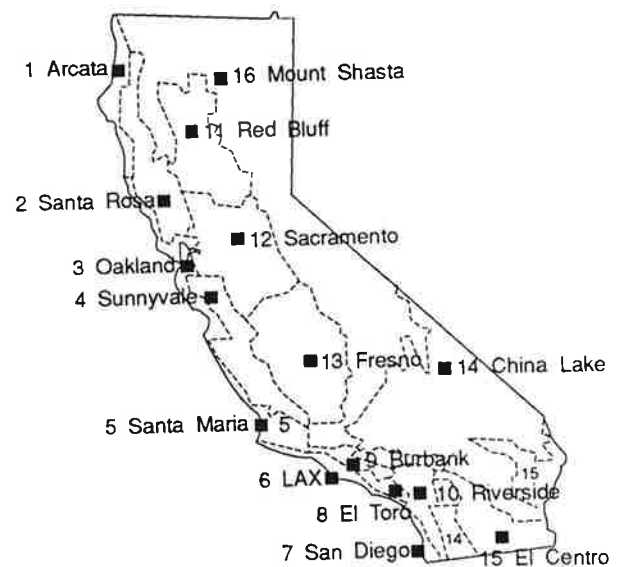 1 Arcata
16 Mount Shasta
11 Red Bluff
2 Santa Rosa
12 Sacramento
3 Oakland
4 Sunnyvale
13 Fresno
14 China Lake
5 Santa Maria
5
9 Burbank
15
6 LAX
10 Riverside
8 El Toro
14
7 San Diego
15 El Centro